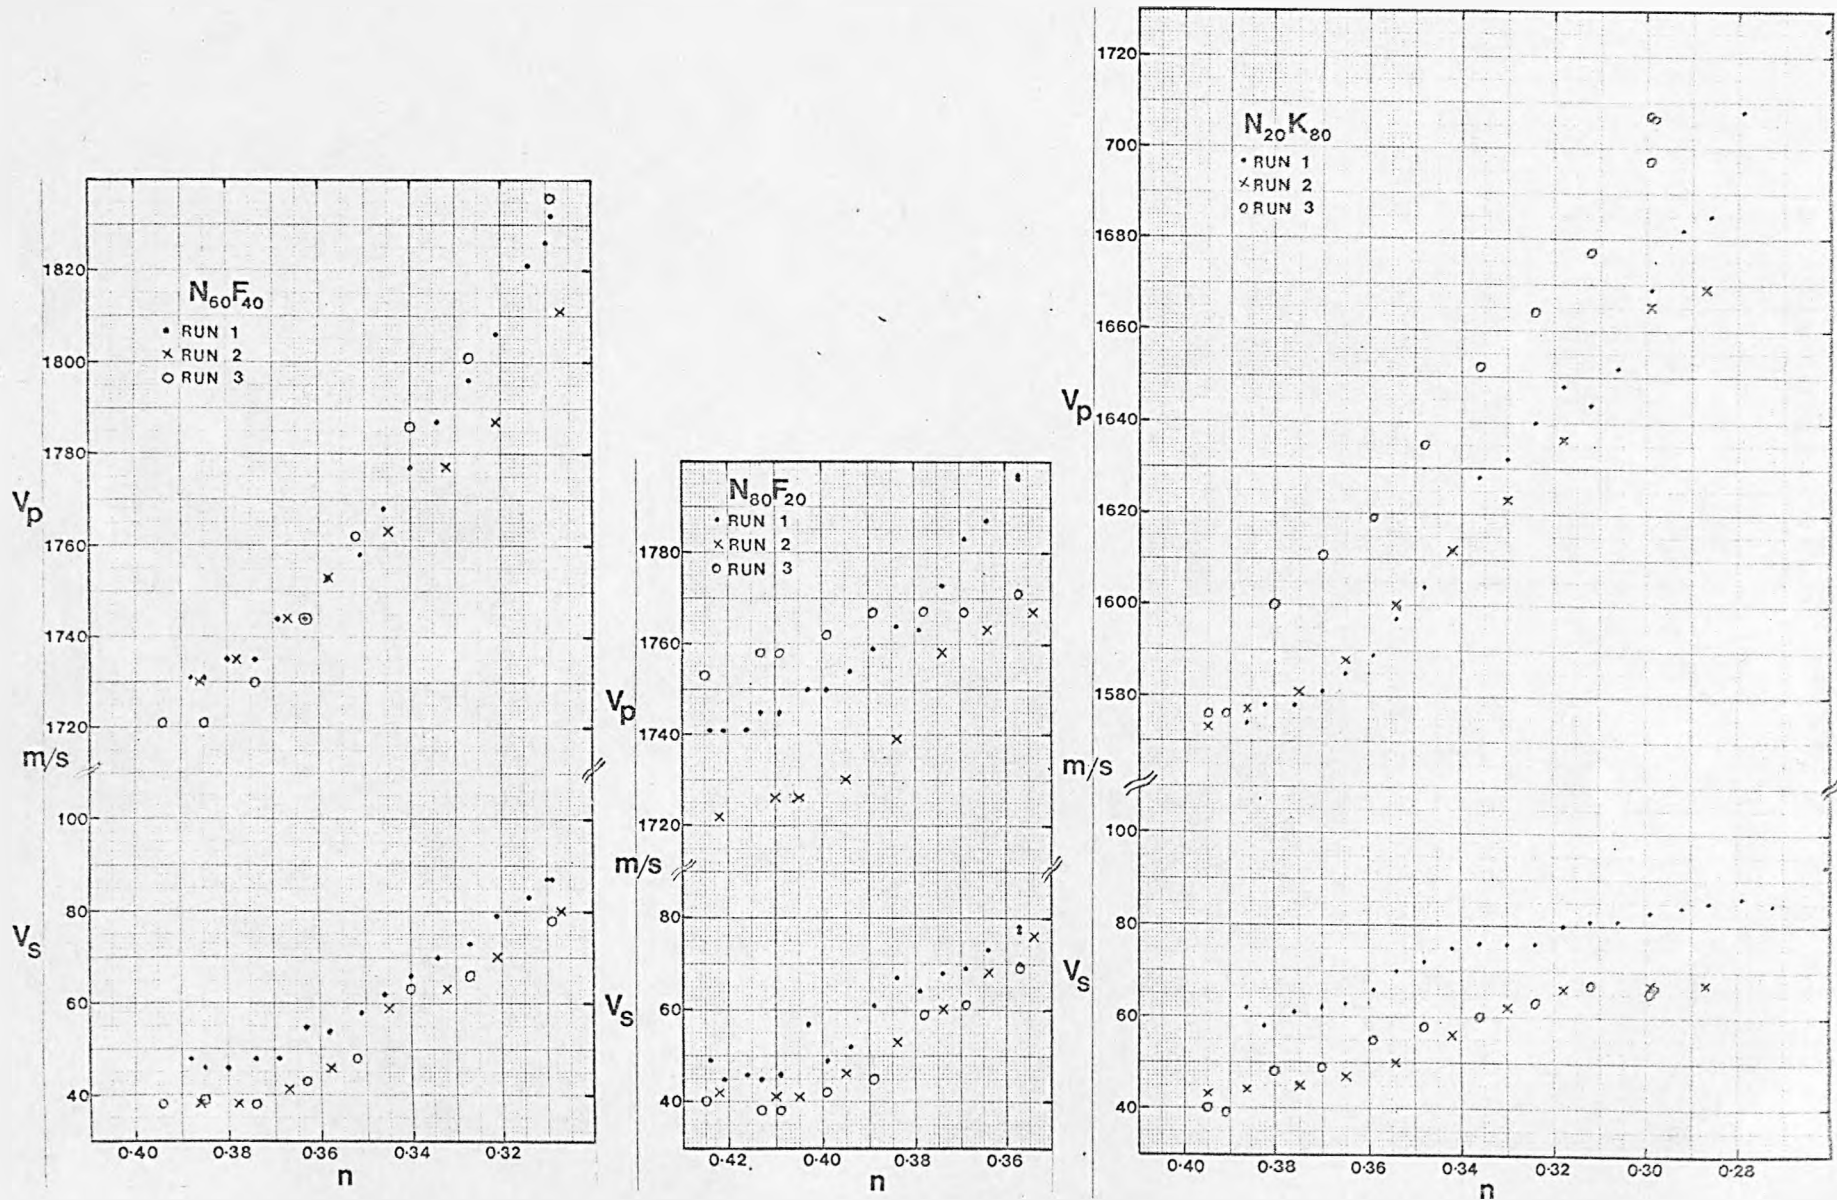 N60F40
• RUN 1
× RUN 2
○ RUN 3
1820
1800
1780
Vp
1760
1740
1720
m/s
100
80
Vs
60
40
0·40 0·38 0·36 0·34 0·32
n
N80F20
• RUN 1
× RUN 2
○ RUN 3
1780
1760
Vp
1740
1720
m/s
80
60
Vs
40
0·42 0·40 0·38 0·36
n
N20K80
• RUN 1
× RUN 2
○ RUN 3
1720
1700
1680
1660
Vp
1640
1620
1600
1580
m/s
100
80
Vs
60
40
0·40 0·38 0·36 0·34 0·32 0·30 0·28
n